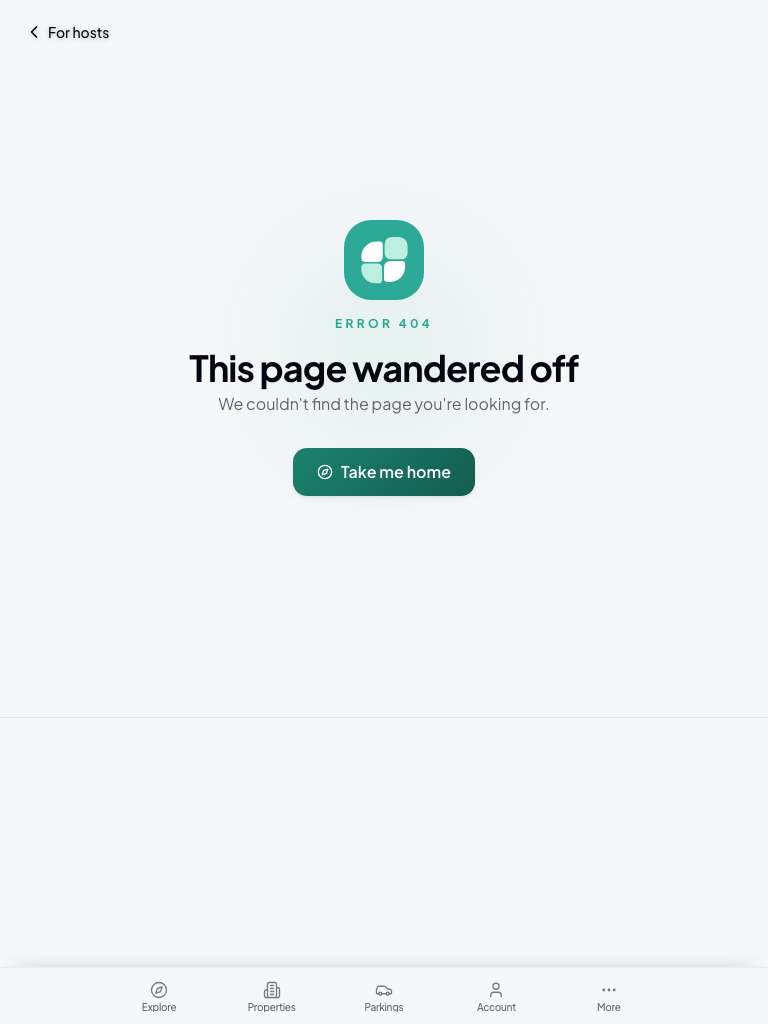 For hosts
ERROR 404
This page wandered off
We couldn't find the page you're looking for.
Take me home
Explore
Properties
Parkings
Account
More